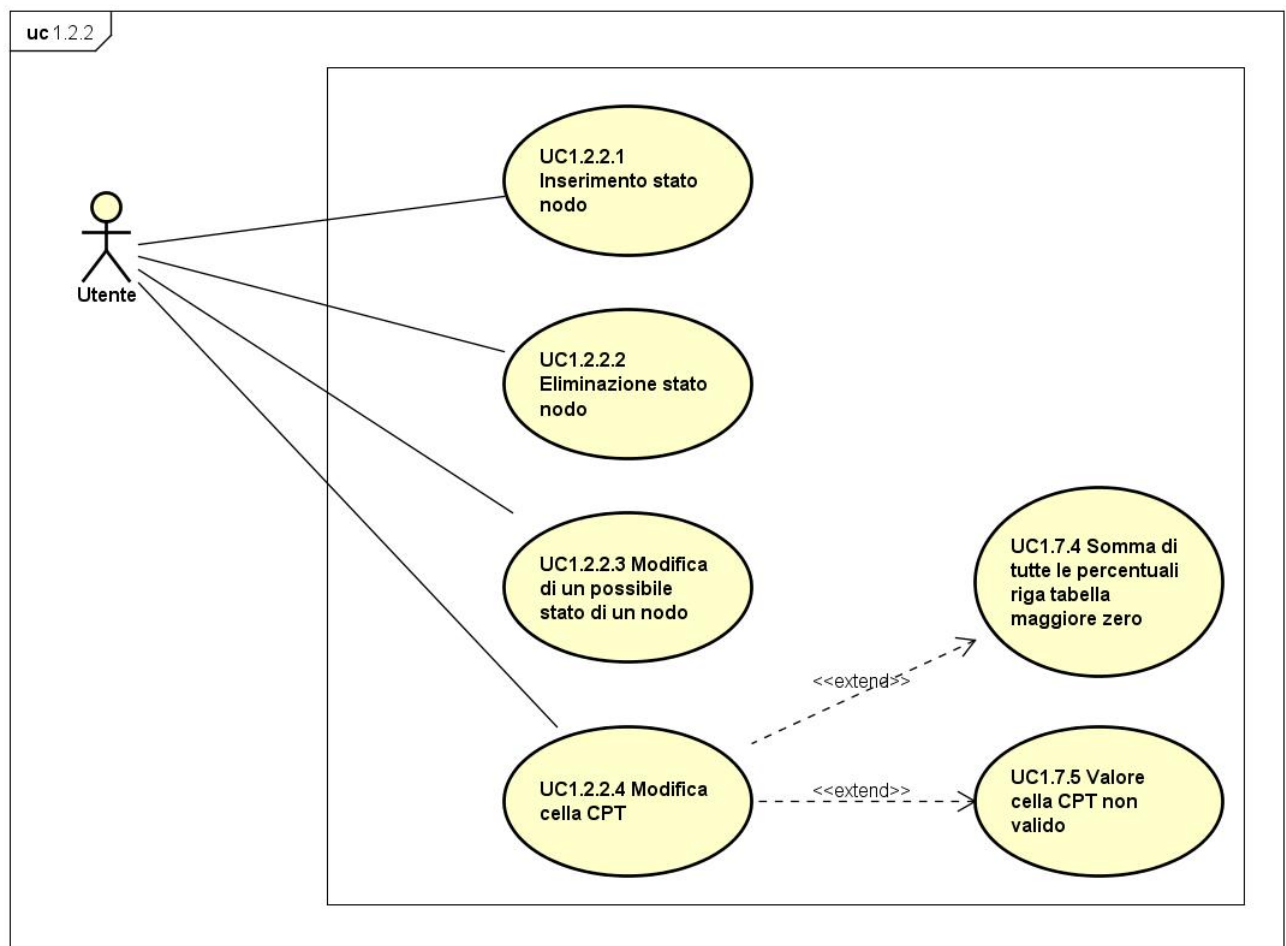 uc 1.2.2
UC1.2.2.1
Inserimento stato
nodo
Utente
UC1.2.2.2
Eliminazione stato
nodo
UC1.2.2.3 Modifica
di un possibile
stato di un nodo
UC1.7.4 Somma di
tutte le percentuali
riga tabella
maggiore zero
<<extend>>
UC1.2.2.4 Modifica
cella CPT
<<extend>>
UC1.7.5 Valore
cella CPT non
valido